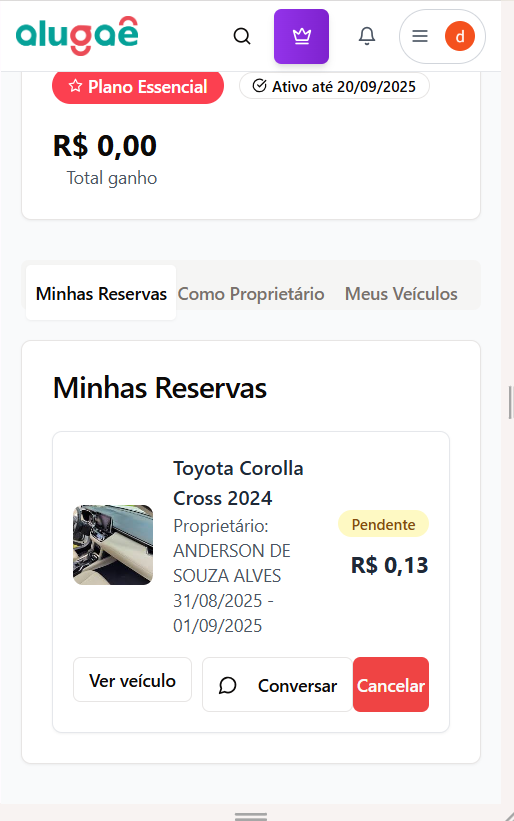 alugaê
d
Plano Essencial
Ativo até 20/09/2025
R$ 0,00
Total ganho
Minhas Reservas
Como Proprietário
Meus Veículos
Minhas Reservas
Toyota Corolla
Cross 2024
Proprietário:
ANDERSON DE
SOUZA ALVES
31/08/2025 -
01/09/2025
Pendente
R$ 0,13
Ver veículo
Conversar
Cancelar